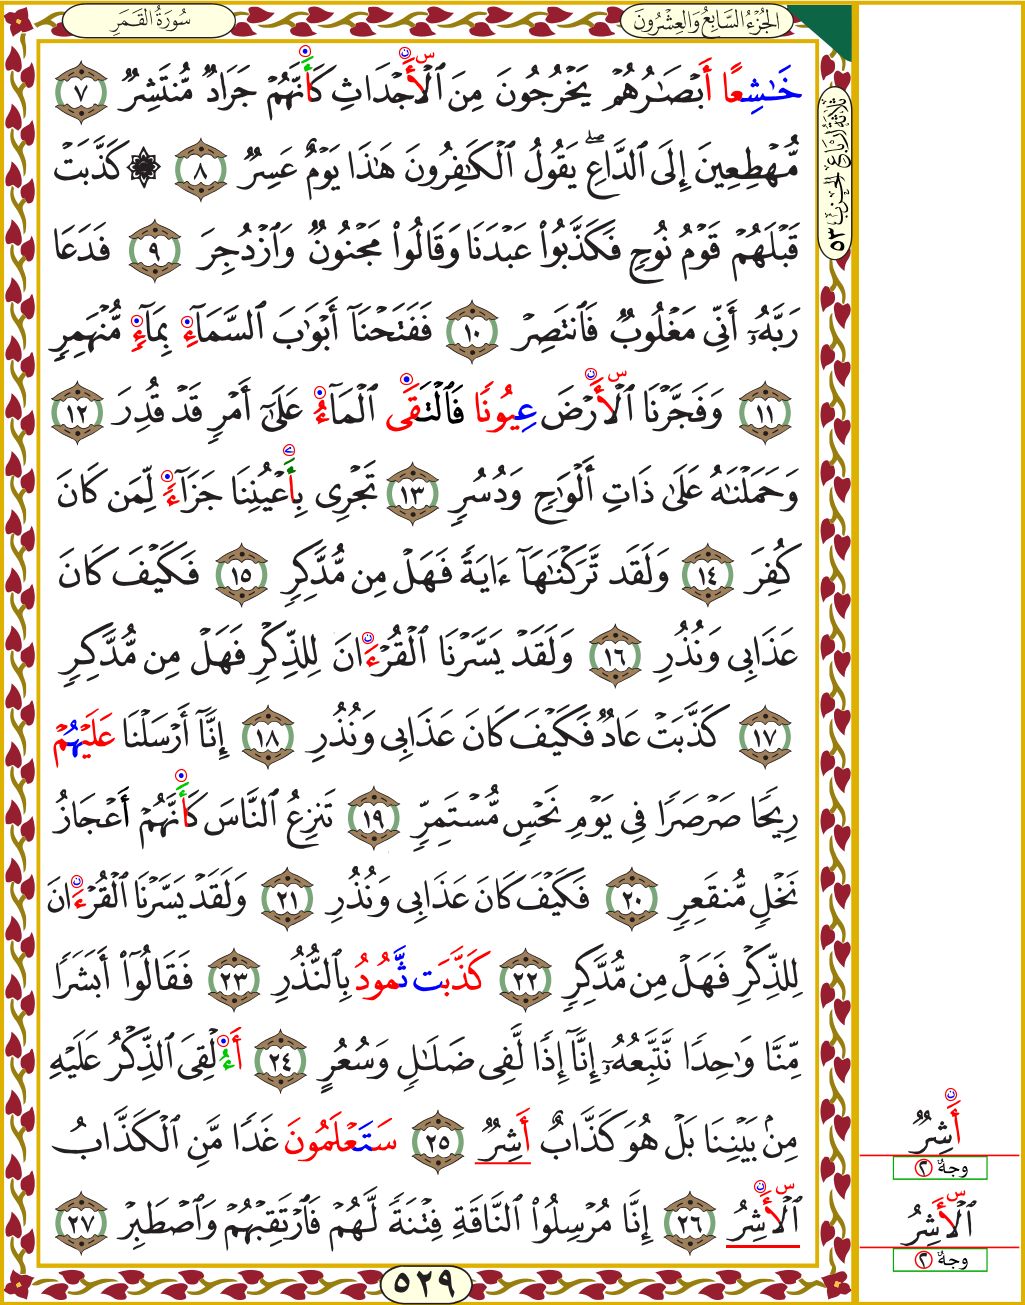 سُورَةُ القَمَرِ
الجُزْءُ السَّابِعُ وَالعِشْرُونَ
ثَلَاثَةُ أَرْبَاعِ الحِزْبِ ٥٣
خَٰشِعًا أَبْصَٰرُهُمْ يَخْرُجُونَ مِنَ ٱلْأَجْدَاثِ كَأَنَّهُمْ جَرَادٌ مُّنتَشِرٌ ٧
مُّهْطِعِينَ إِلَى ٱلدَّاعِ ۖ يَقُولُ ٱلْكَٰفِرُونَ هَٰذَا يَوْمٌ عَسِرٌ ٨ ۞ كَذَّبَتْ
قَبْلَهُمْ قَوْمُ نُوحٍ فَكَذَّبُوا۟ عَبْدَنَا وَقَالُوا۟ مَجْنُونٌ وَٱزْدُجِرَ ٩ فَدَعَا
رَبَّهُۥٓ أَنِّى مَغْلُوبٌ فَٱنتَصِرْ ١٠ فَفَتَحْنَآ أَبْوَٰبَ ٱلسَّمَآءِ بِمَآءٍ مُّنْهَمِرٍ
١١ وَفَجَّرْنَا ٱلْأَرْضَ عِيُونًا فَٱلْتَقَى ٱلْمَآءُ عَلَىٰٓ أَمْرٍ قَدْ قُدِرَ ١٢
وَحَمَلْنَٰهُ عَلَىٰ ذَاتِ أَلْوَٰحٍ وَدُسُرٍ ١٣ تَجْرِى بِأَعْيُنِنَا جَزَآءً لِّمَن كَانَ
كُفِرَ ١٤ وَلَقَد تَّرَكْنَٰهَآ ءَايَةً فَهَلْ مِن مُّدَّكِرٍ ١٥ فَكَيْفَ كَانَ
عَذَابِى وَنُذُرِ ١٦ وَلَقَدْ يَسَّرْنَا ٱلْقُرْءَانَ لِلذِّكْرِ فَهَلْ مِن مُّدَّكِرٍ
١٧ كَذَّبَتْ عَادٌ فَكَيْفَ كَانَ عَذَابِى وَنُذُرِ ١٨ إِنَّآ أَرْسَلْنَا عَلَيْهُمْ
رِيحًا صَرْصَرًا فِى يَوْمِ نَحْسٍ مُّسْتَمِرٍّ ١٩ تَنزِعُ ٱلنَّاسَ كَأَنَّهُمْ أَعْجَازُ
نَخْلٍ مُّنقَعِرٍ ٢٠ فَكَيْفَ كَانَ عَذَابِى وَنُذُرِ ٢١ وَلَقَدْ يَسَّرْنَا ٱلْقُرْءَانَ
لِلذِّكْرِ فَهَلْ مِن مُّدَّكِرٍ ٢٢ كَذَّبَت ثَّمُودُ بِٱلنُّذُرِ ٢٣ فَقَالُوٓا۟ أَبَشَرًا
مِّنَّا وَٰحِدًا نَّتَّبِعُهُۥٓ إِنَّآ إِذًا لَّفِى ضَلَٰلٍ وَسُعُرٍ ٢٤ أَءُلْقِىَ ٱلذِّكْرُ عَلَيْهِ
مِنۢ بَيْنِنَا بَلْ هُوَ كَذَّابٌ أَشِرٌ ٢٥ سَتَعْلَمُونَ غَدًا مَّنِ ٱلْكَذَّابُ
ٱلْأَشِرُ ٢٦ إِنَّا مُرْسِلُوا۟ ٱلنَّاقَةِ فِتْنَةً لَّهُمْ فَٱرْتَقِبْهُمْ وَٱصْطَبِرْ ٢٧
أَشِرٌ
وجهٌ ٢
ٱلْأَشِرُ
وجهٌ ٢
٥٢٩